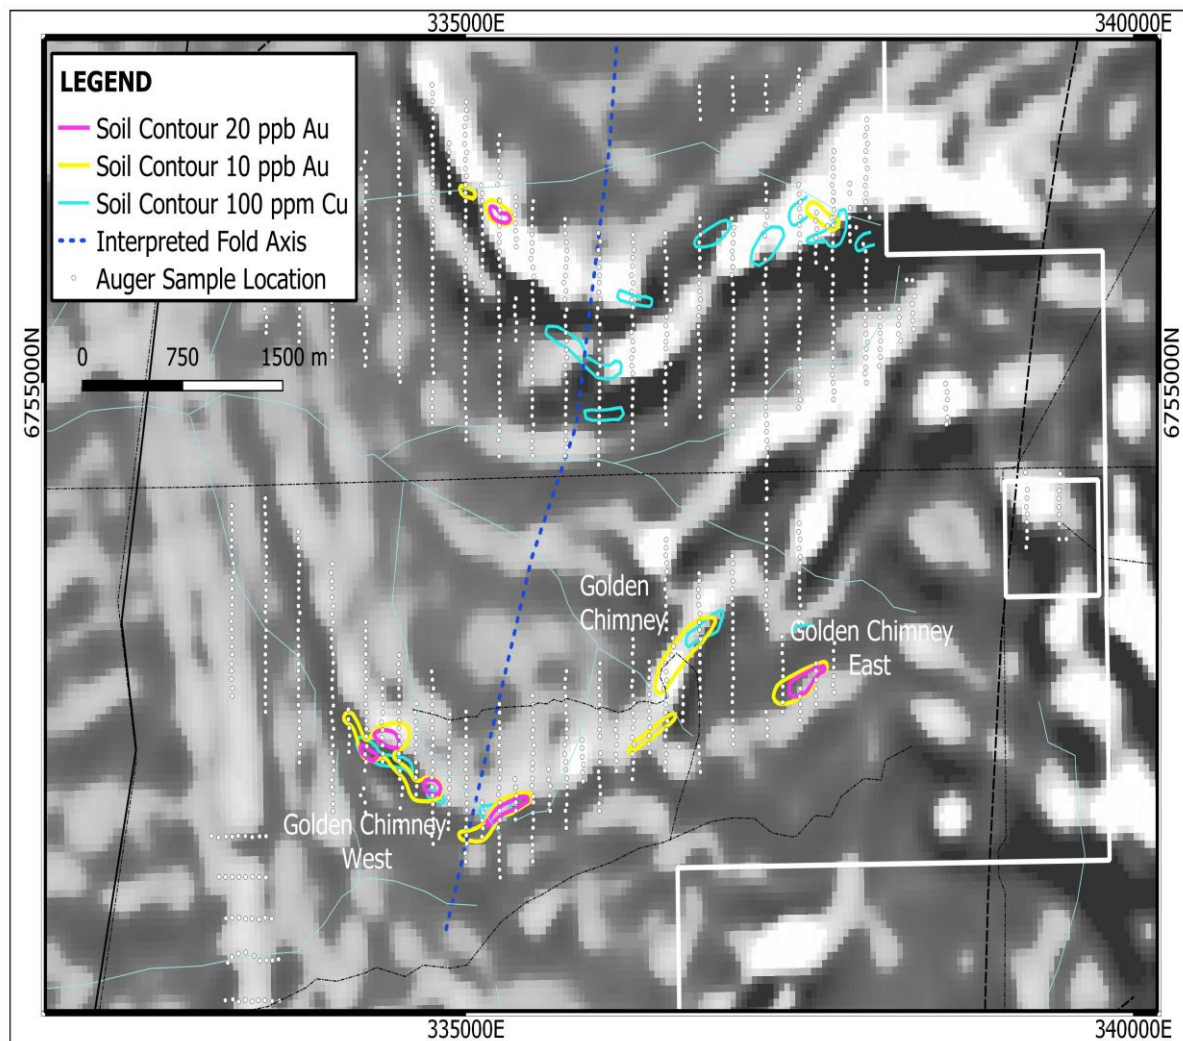 335000E
340000E
LEGEND
Soil Contour 20 ppb Au
Soil Contour 10 ppb Au
Soil Contour 100 ppm Cu
Interpreted Fold Axis
Auger Sample Location
0 750 1500 m
6755000N
6755000N
Golden
Chimney
Golden Chimney
East
Golden Chimney
West
335000E
340000E